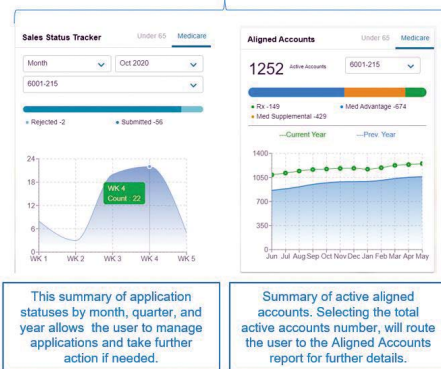 Sales Status Tracker
Under 65
Medicare
Month
Oct 2020
6001-215
Rejected -2
Submitted -56
24
18
12
6
0
WK 4
Count : 22
WK 1
WK 2
WK 3
WK 4
WK 5
This summary of application
statuses by month, quarter, and
year allows the user to manage
applications and take further
action if needed.
Aligned Accounts
Under 65
Medicare
1252 Active Accounts
6001-215
Rx -149
Med Advantage -674
Med Supplemental -429
---Current Year
---Prev Year
1400
1050
700
350
0
Jun Jul Aug Sep Oct Nov Dec Jan Feb Mar Apr May
Summary of active aligned
accounts. Selecting the total
active accounts number, will route
the user to the Aligned Accounts
report for further details.